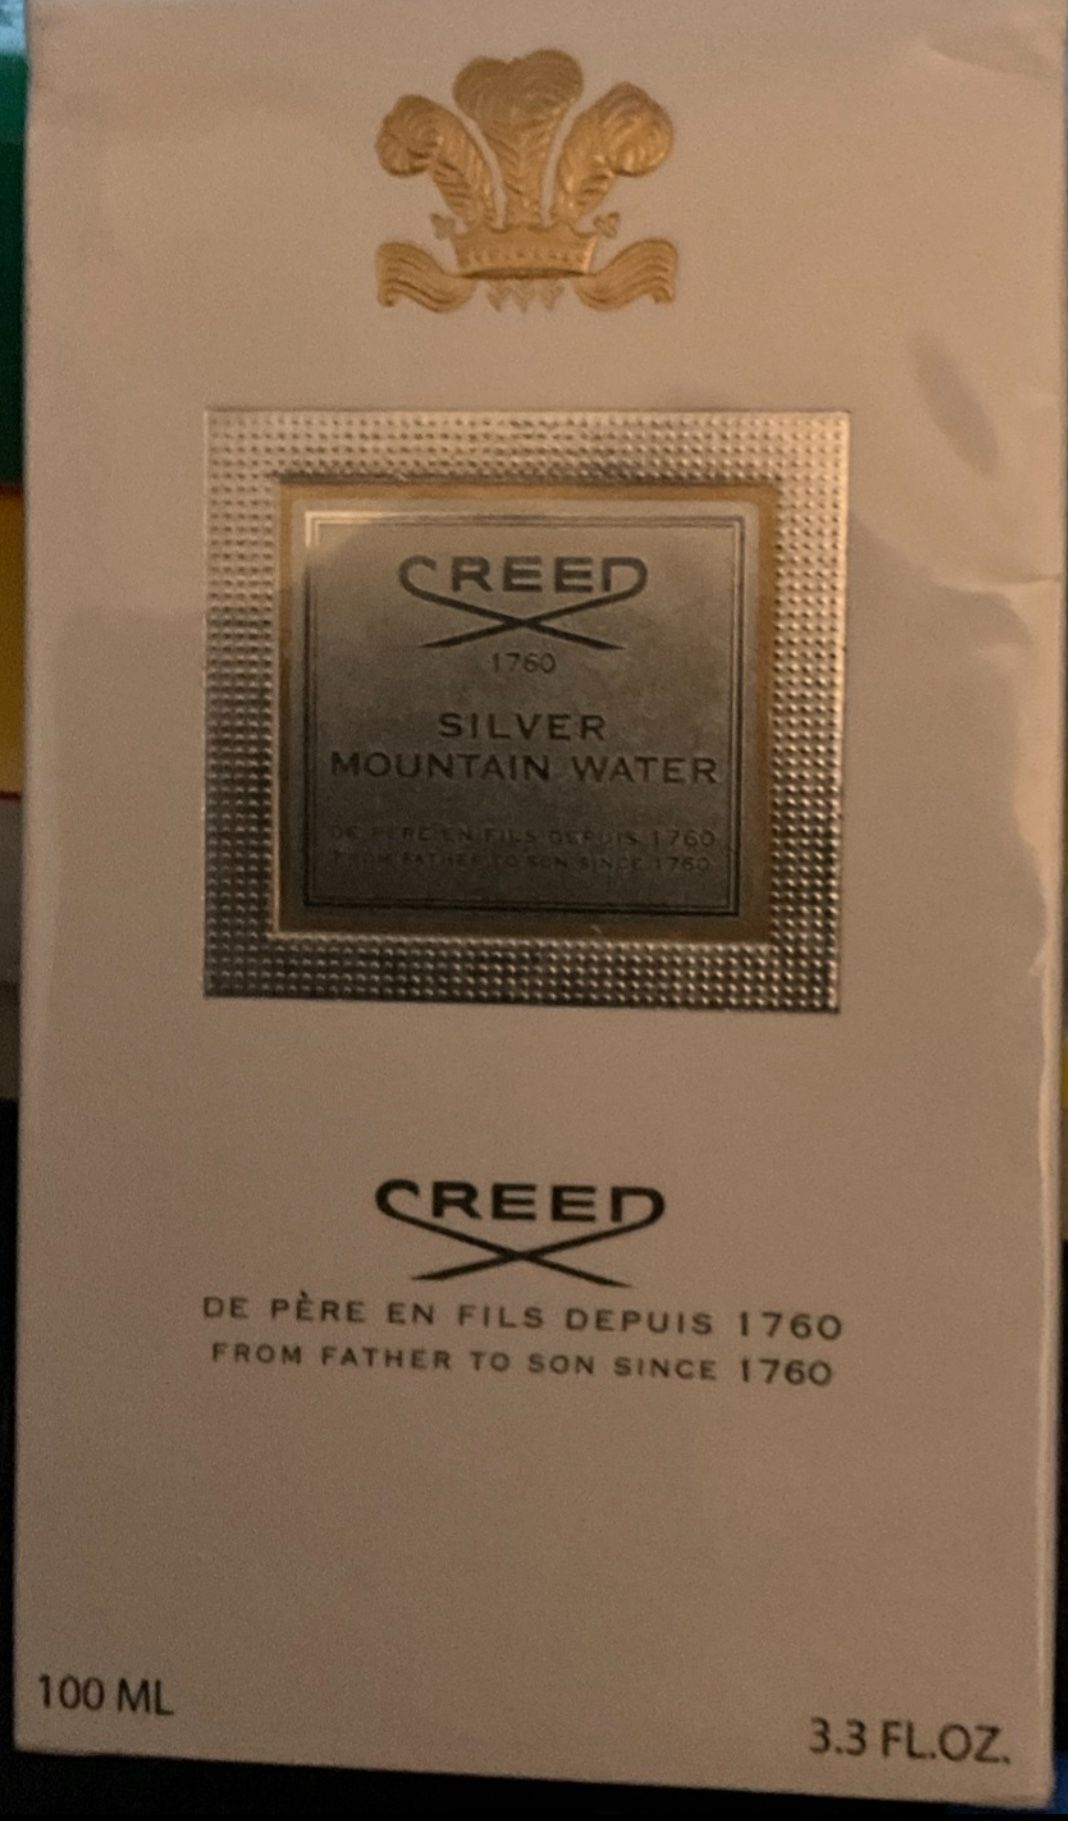 CREED
1760
SILVER
MOUNTAIN WATER
DE PÈRE EN FILS DEPUIS 1760
FROM FATHER TO SON SINCE 1760
CREED
DE PÈRE EN FILS DEPUIS 1760
FROM FATHER TO SON SINCE 1760
100 ML
3.3 FL.OZ.